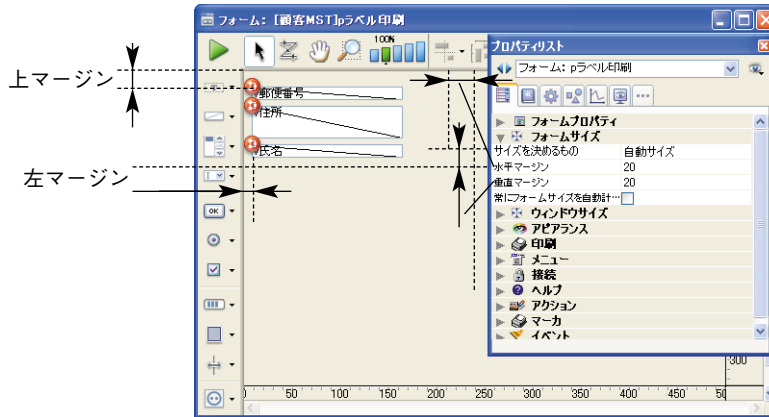 フォーム: [顧客MST]pラベル印刷
100%
上マージン
左マージン
郵便番号
住所
氏名
OK
プロパティリスト
フォーム: pラベル印刷
フォームプロパティ
フォームサイズ
サイズを決めるもの 自動サイズ
水平マージン 20
垂直マージン 20
常にフォームサイズを自動計…
ウィンドウサイズ
アピアランス
印刷
メニュー
接続
ヘルプ
アクション
マーカ
イベント
300
0 50 100 150 200 250 300 350 400 450 50